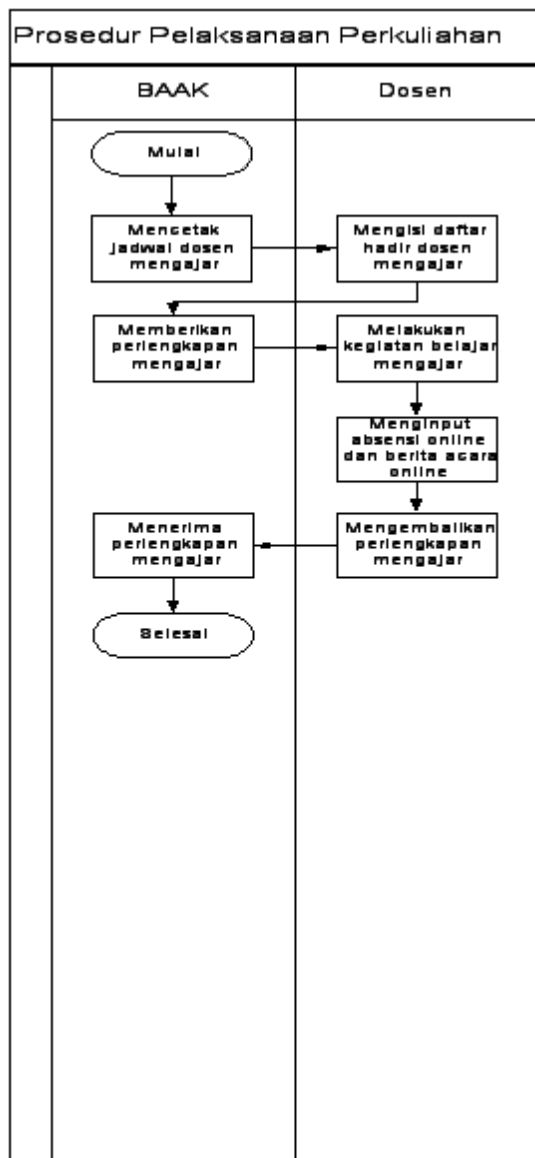 Prosedur Pelaksanaan Perkuliahan
BAAK
Dosen
Mulai
Mencetak
jadwal dosen
mengajar
Mengisi daftar
hadir dosen
mengajar
Memberikan
perlengkapan
mengajar
Melakukan
kegiatan belajar
mengajar
Menginput
absensi online
dan berita acara
online
Mengembalikan
perlengkapan
mengajar
Menerima
perlengkapan
mengajar
Selesai